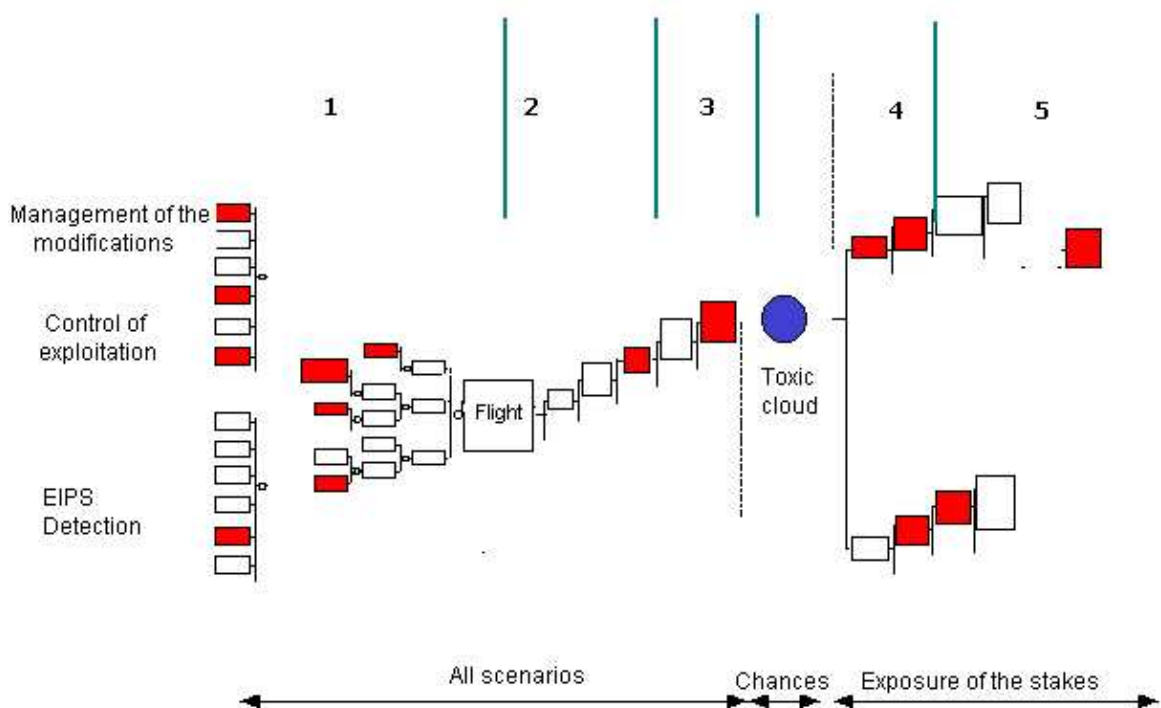 1
2
3
4
5
Management of the
modifications
Control of
exploitation
Flight
Toxic
cloud
EIPS
Detection
All scenarios
Chances
Exposure of the stakes